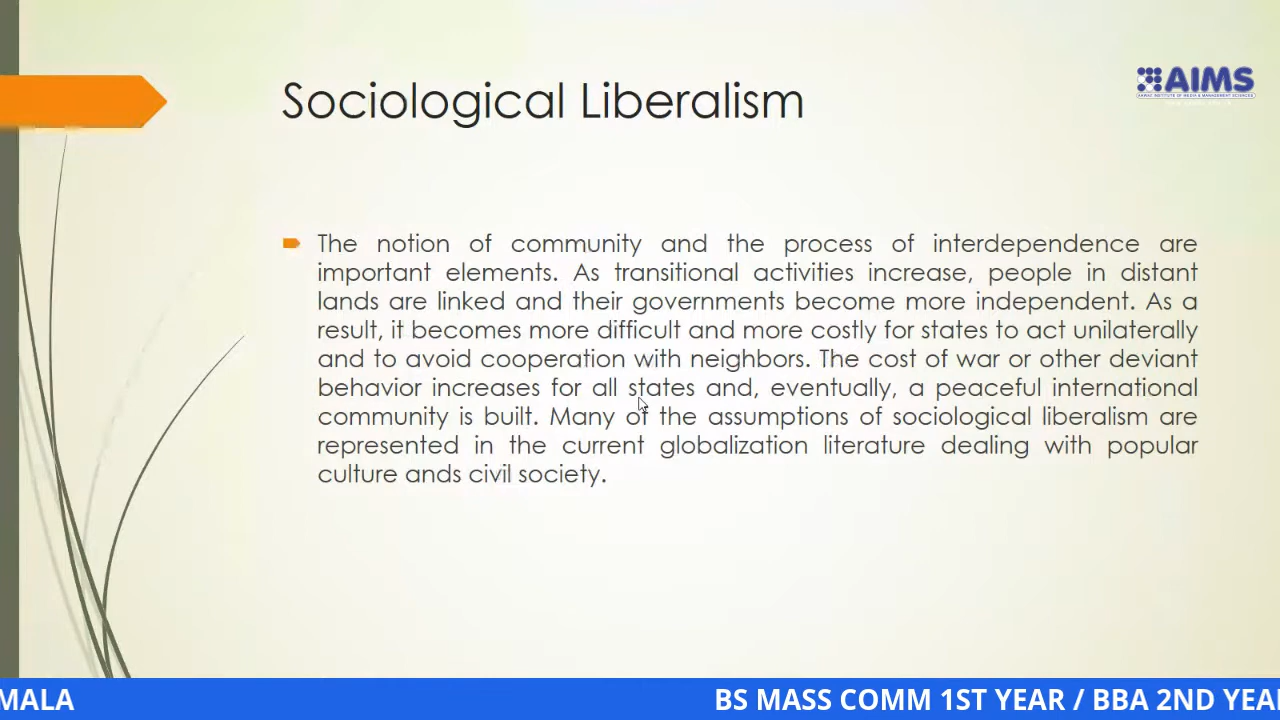 Sociological Liberalism
AIMS
The notion of community and the process of interdependence are
important elements. As transitional activities increase, people in distant
lands are linked and their governments become more independent. As a
result, it becomes more difficult and more costly for states to act unilaterally
and to avoid cooperation with neighbors. The cost of war or other deviant
behavior increases for all states and, eventually, a peaceful international
community is built. Many of the assumptions of sociological liberalism are
represented in the current globalization literature dealing with popular
culture ands civil society.
MALA
BS MASS COMM 1ST YEAR / BBA 2ND YEA